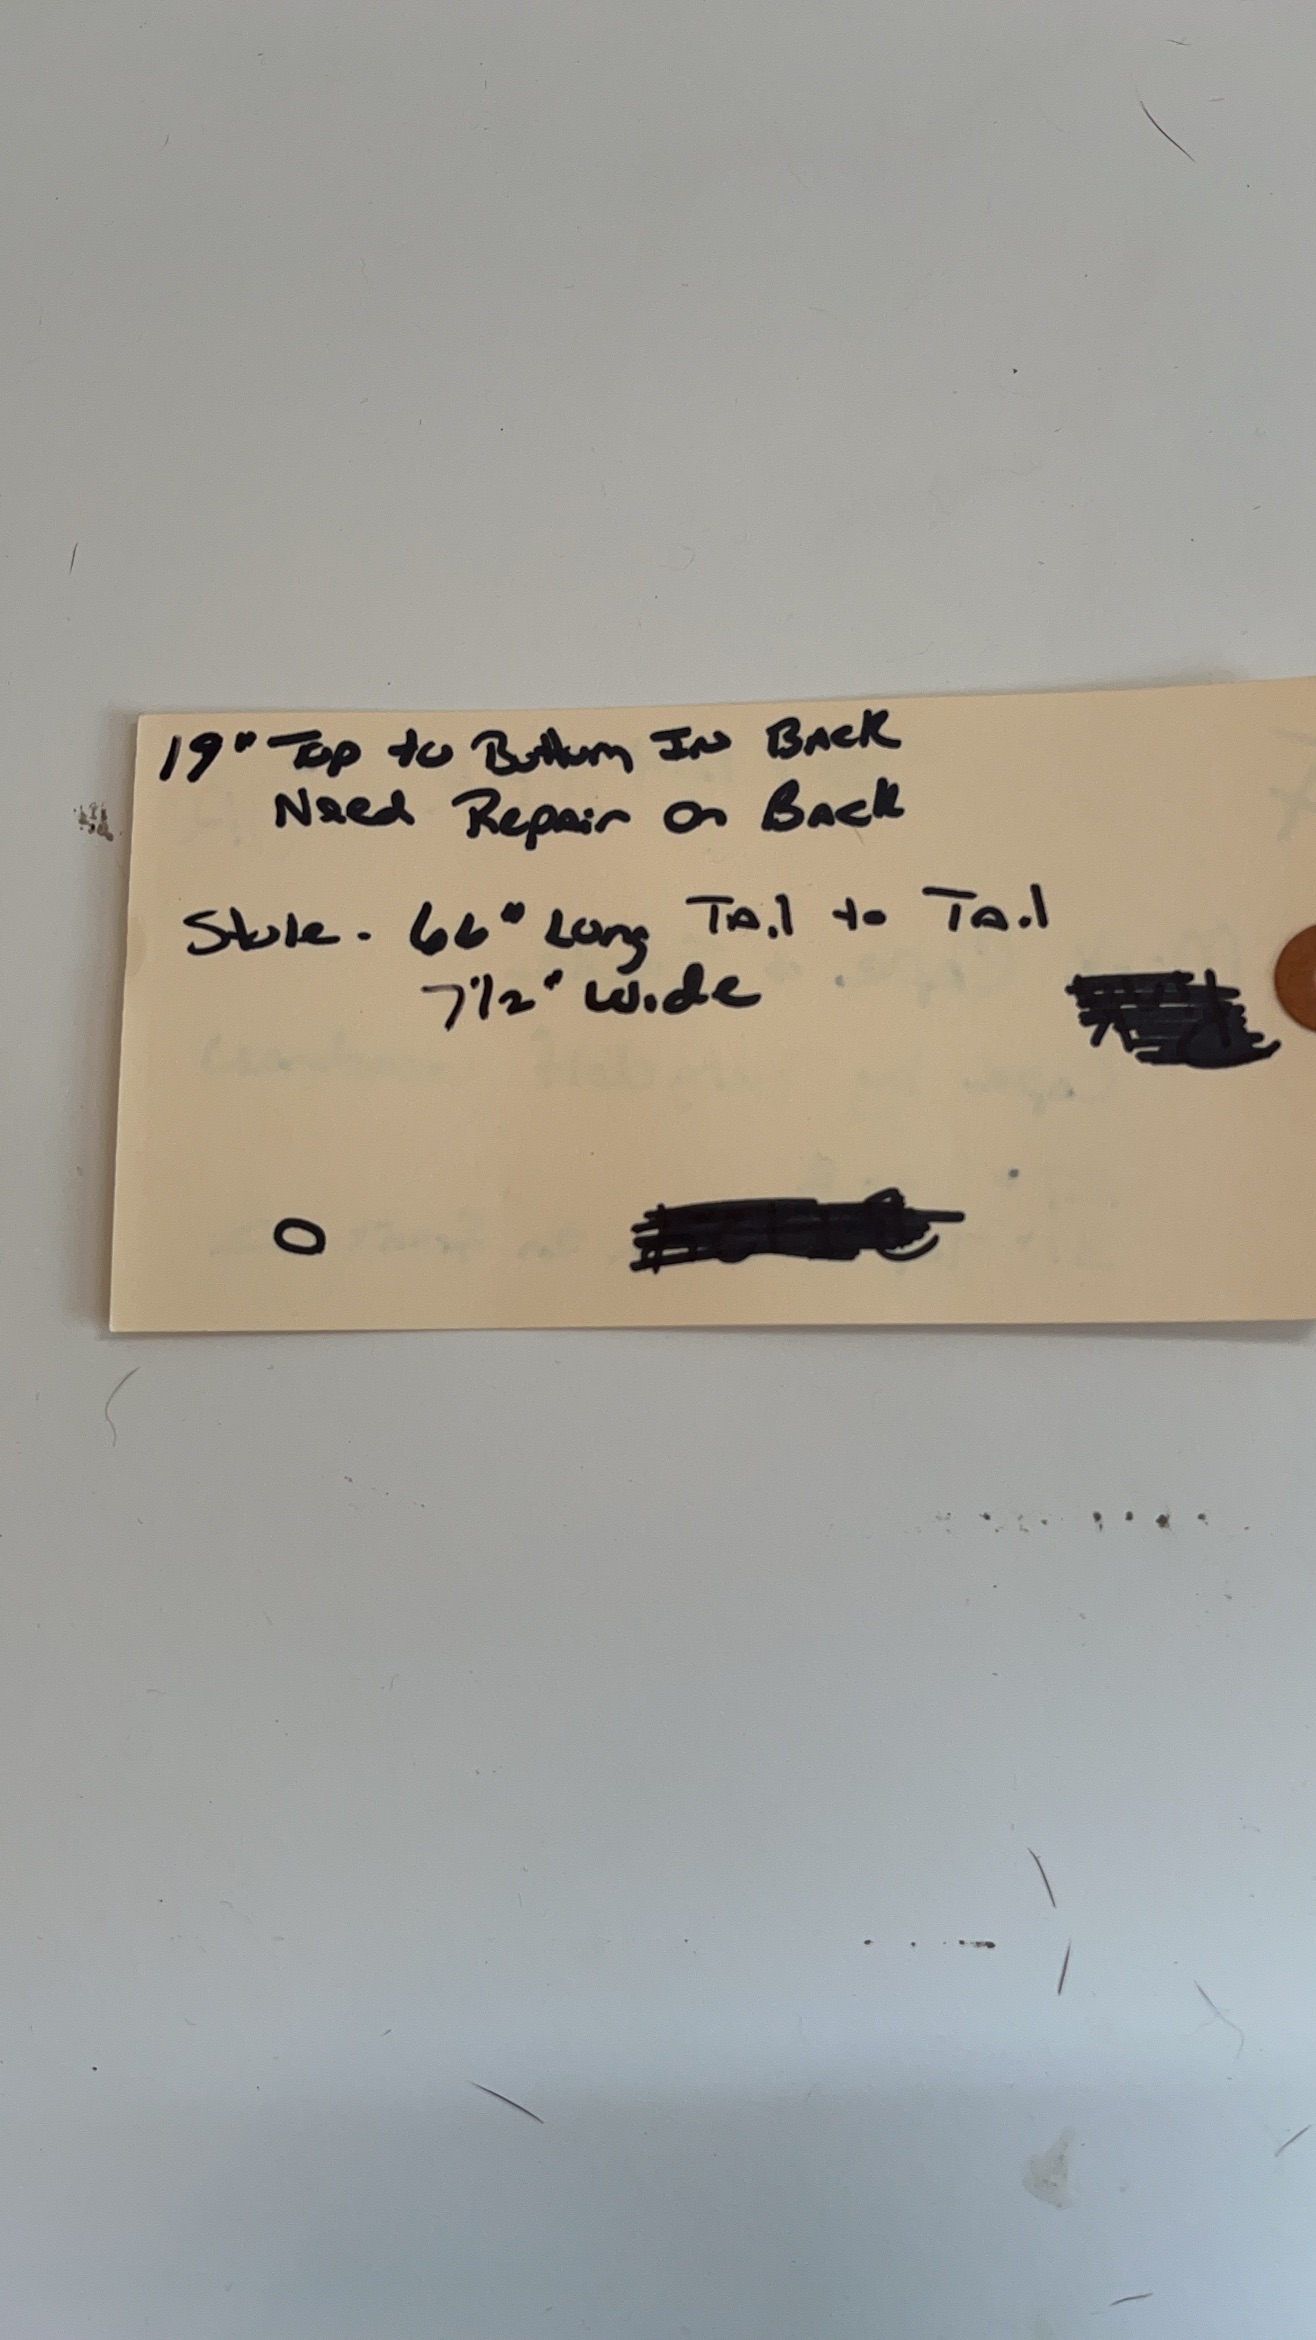 19" Top to Bottom In Back
Need Repair on Back
Stole - 66" Long Tail to Tail
7 1/2" Wide
O